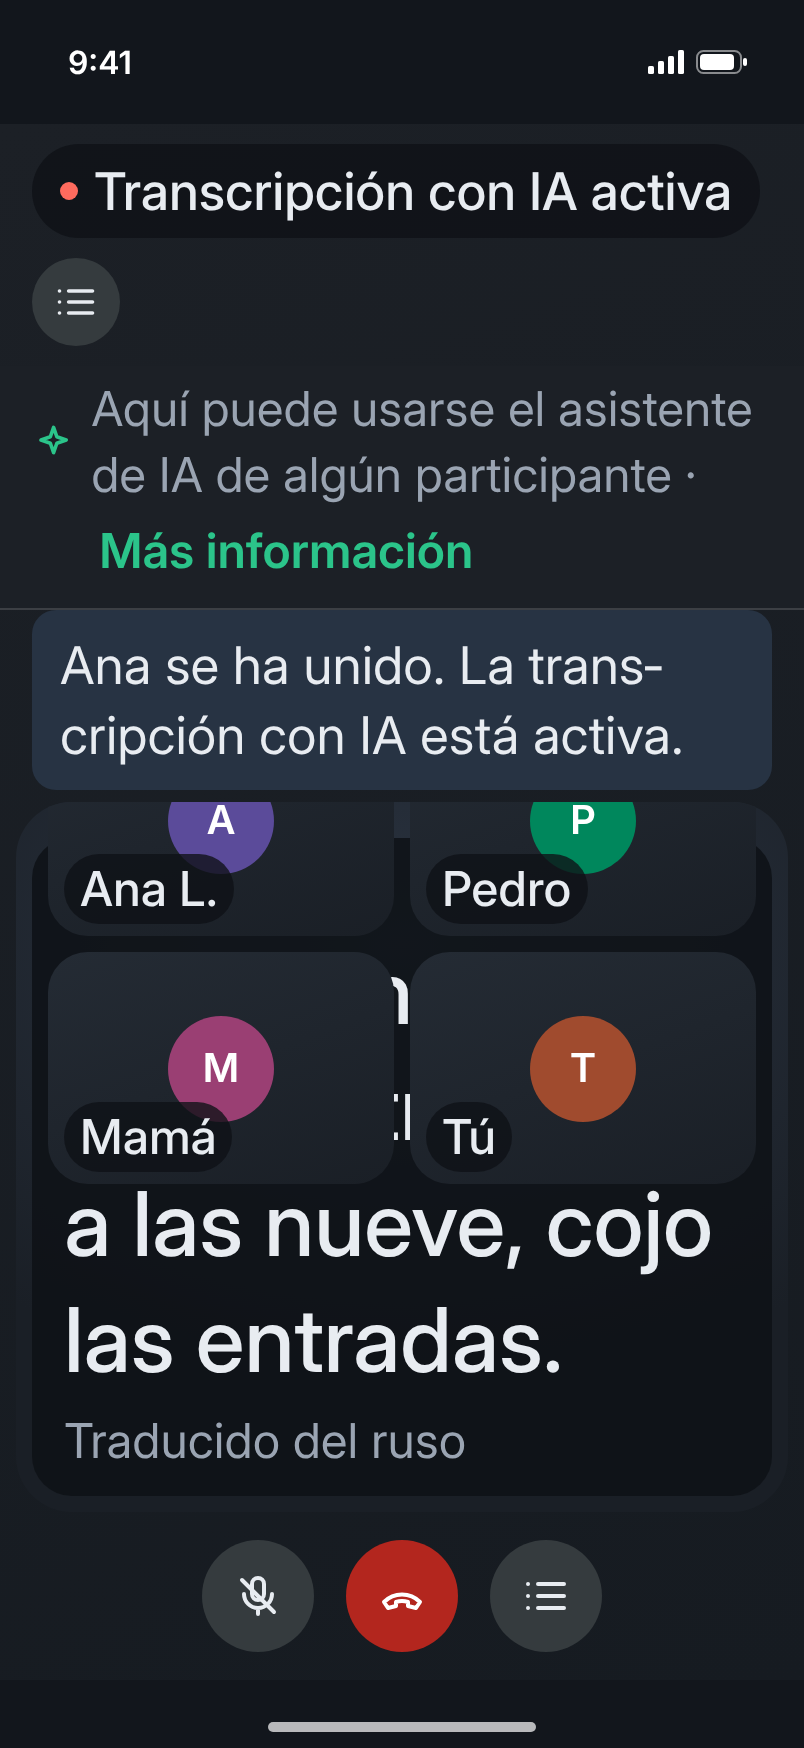 9:41
Transcripción con IA activa
Aquí puede usarse el asistente
de IA de algún participante ·
Más información
Ana se ha unido. La trans-
cripción con IA está activa.
A
P
Ana L.
Pedro
M
T
Mamá
Tú
a las nueve, cojo
las entradas.
Traducido del ruso